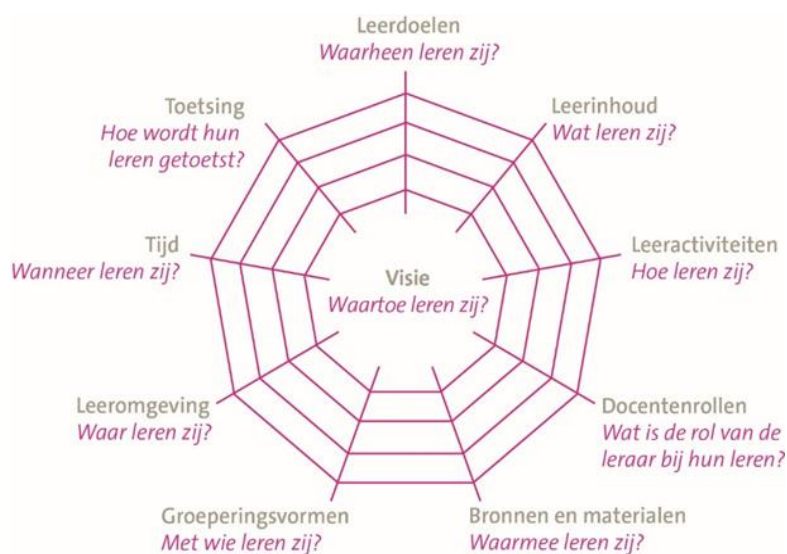 Leerdoelen
Waarheen leren zij?
Leerinhoud
Wat leren zij?
Leeractiviteiten
Hoe leren zij?
Docentenrollen
Wat is de rol van de
leraar bij hun leren?
Bronnen en materialen
Waarmee leren zij?
Groeperingsvormen
Met wie leren zij?
Leeromgeving
Waar leren zij?
Tijd
Wanneer leren zij?
Toetsing
Hoe wordt hun
leren getoetst?
Visie
Waartoe leren zij?